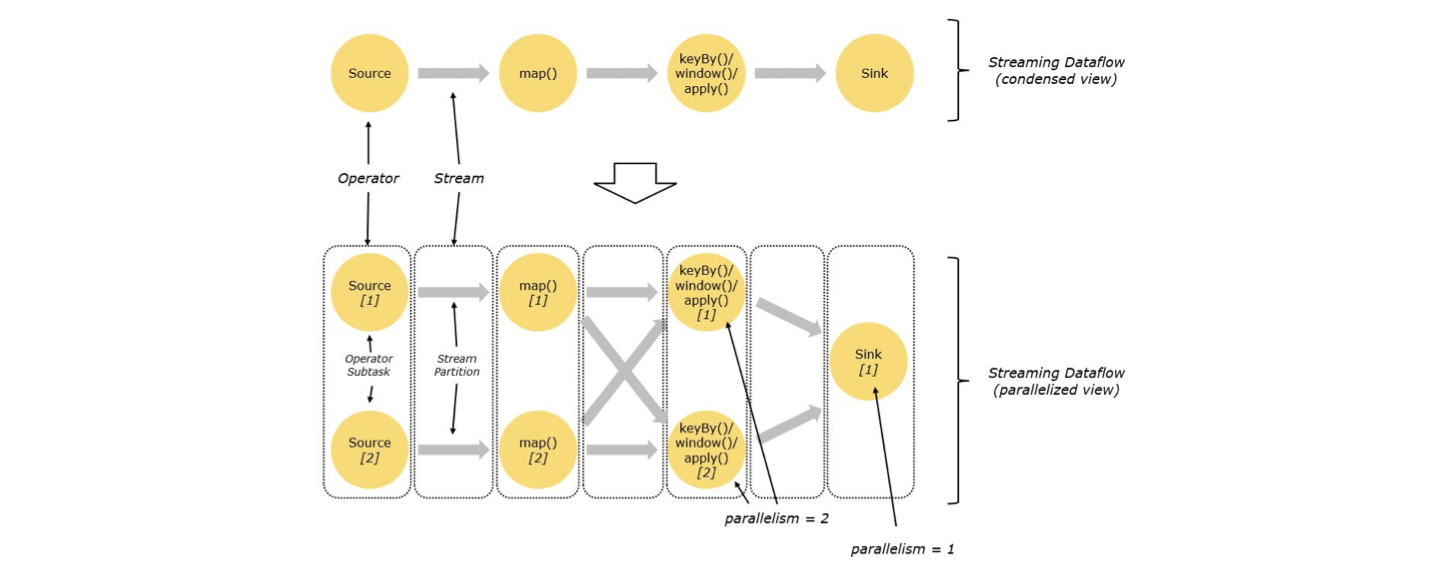 Source
map()
keyBy()/
window()/
apply()
Sink
Streaming Dataflow
(condensed view)
Operator
Stream
Source
[1]
map()
[1]
keyBy()/
window()/
apply()
[1]
Operator
Subtask
Stream
Partition
Sink
[1]
Streaming Dataflow
(parallelized view)
Source
[2]
map()
[2]
keyBy()/
window()/
apply()
[2]
parallelism = 2
parallelism = 1